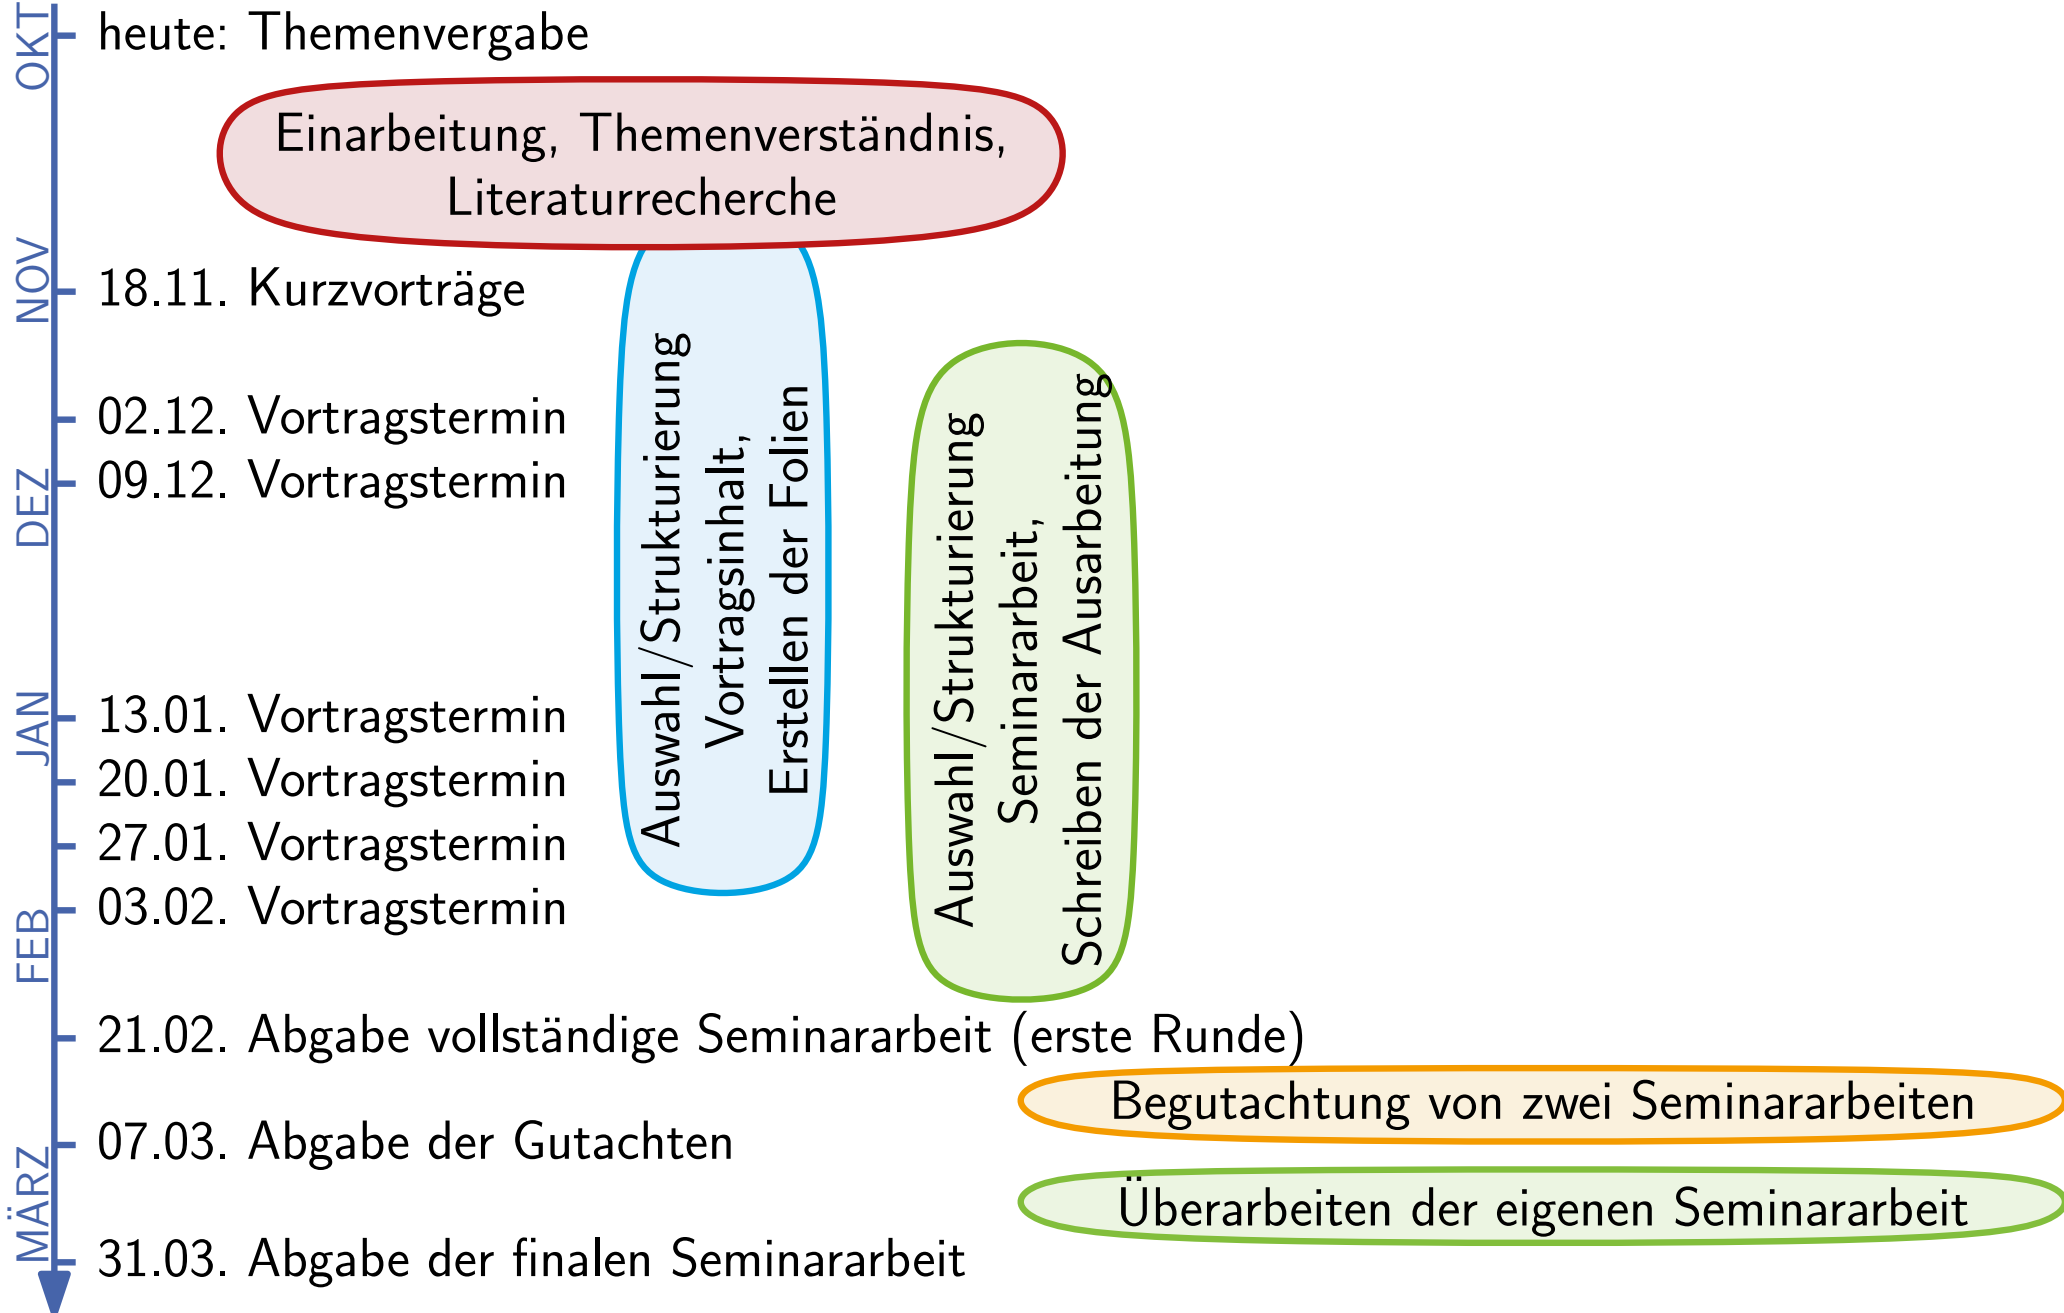 OKT
heute: Themenvergabe
Einarbeitung, Themenverständnis,
Literaturrecherche
NOV
18.11. Kurzvorträge
Auswahl/Strukturierung
Vortragsinhalt,
Erstellen der Folien
Auswahl/Strukturierung
Seminararbeit,
Schreiben der Ausarbeitung
02.12. Vortragstermin
DEZ
09.12. Vortragstermin
JAN
13.01. Vortragstermin
20.01. Vortragstermin
27.01. Vortragstermin
FEB
03.02. Vortragstermin
21.02. Abgabe vollständige Seminararbeit (erste Runde)
Begutachtung von zwei Seminararbeiten
MÄRZ
07.03. Abgabe der Gutachten
Überarbeiten der eigenen Seminararbeit
31.03. Abgabe der finalen Seminararbeit